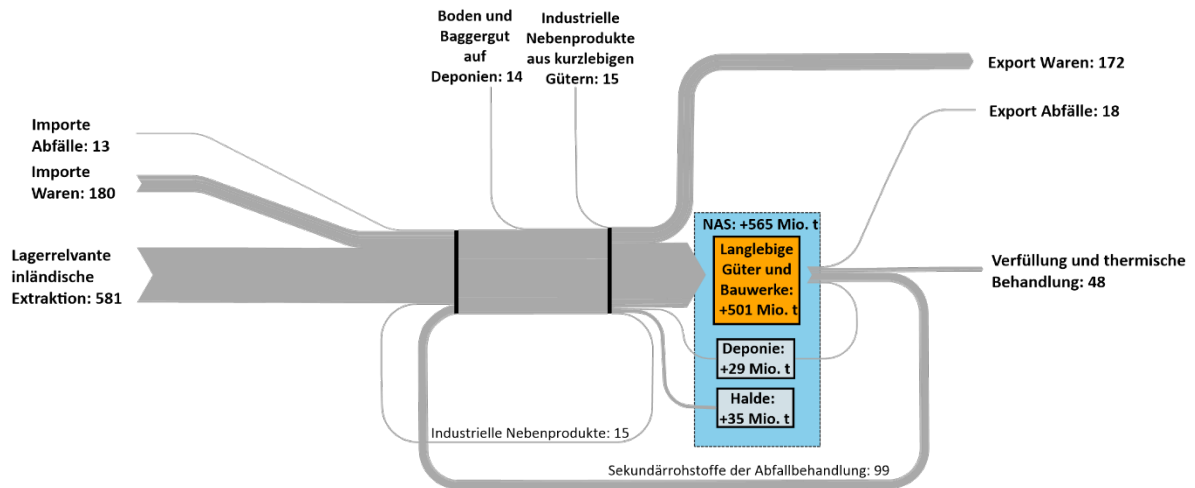 Boden und
Baggergut
auf
Deponien: 14
Industrielle
Nebenprodukte
aus kurzlebigen
Gütern: 15
Export Waren: 172
Export Abfälle: 18
Importe
Abfälle: 13
Importe
Waren: 180
Lagerrelvante
inländische
Extraktion: 581
NAS: +565 Mio. t
Langlebige
Güter und
Bauwerke:
+501 Mio. t
Verfüllung und thermische
Behandlung: 48
Deponie:
+29 Mio. t
Halde:
+35 Mio. t
Industrielle Nebenprodukte: 15
Sekundärrohstoffe der Abfallbehandlung: 99